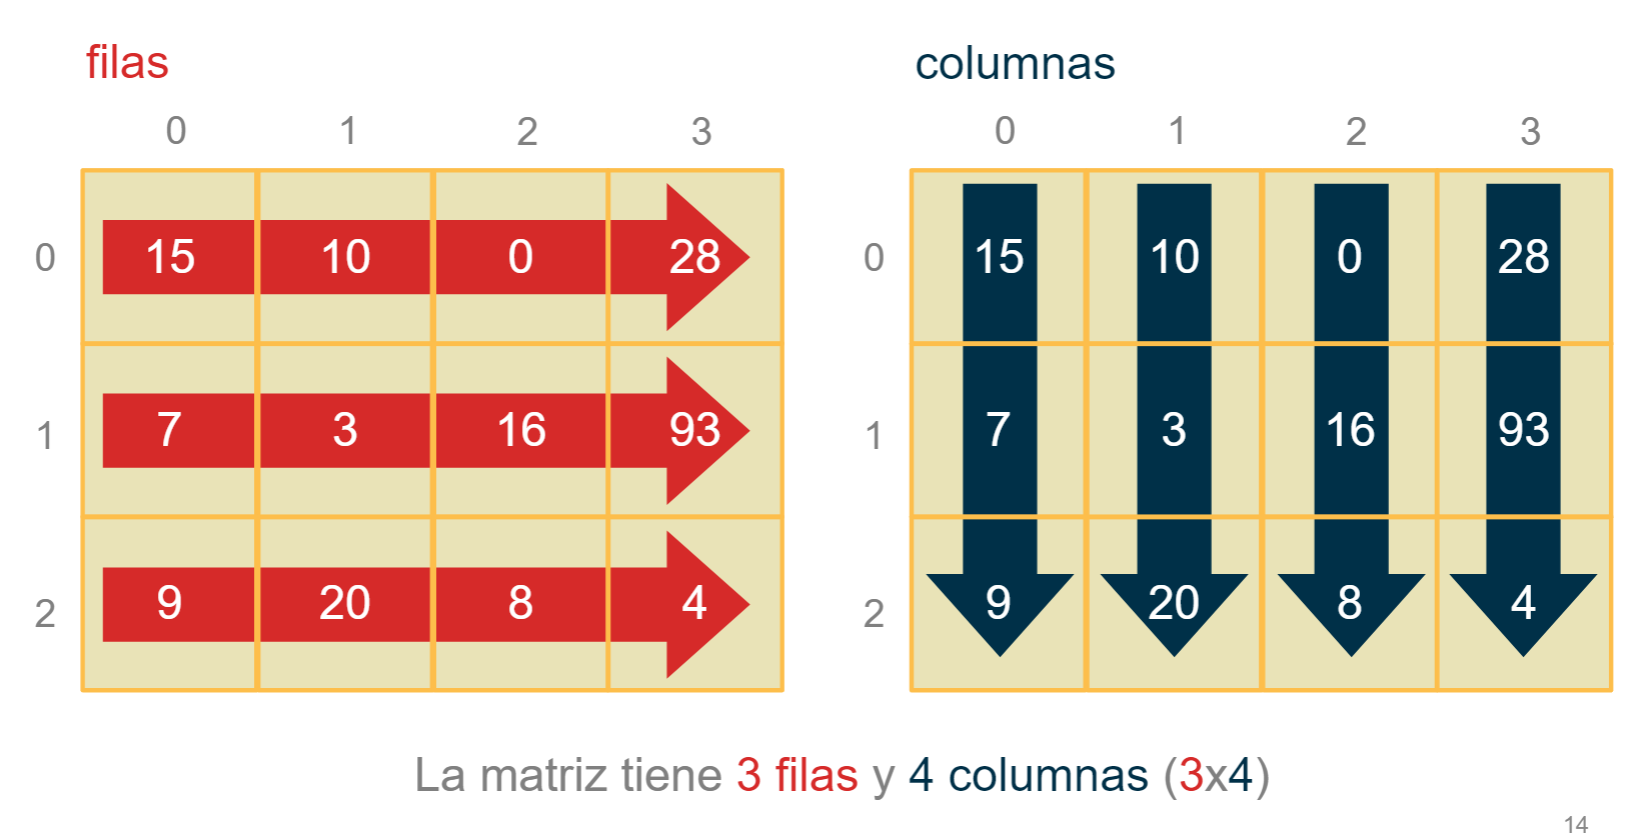 filas
0 1 2 3
0 15 10 0 28
1 7 3 16 93
2 9 20 8 4
columnas
0 1 2 3
0 15 10 0 28
1 7 3 16 93
2 9 20 8 4
La matriz tiene 3 filas y 4 columnas (3x4)
14